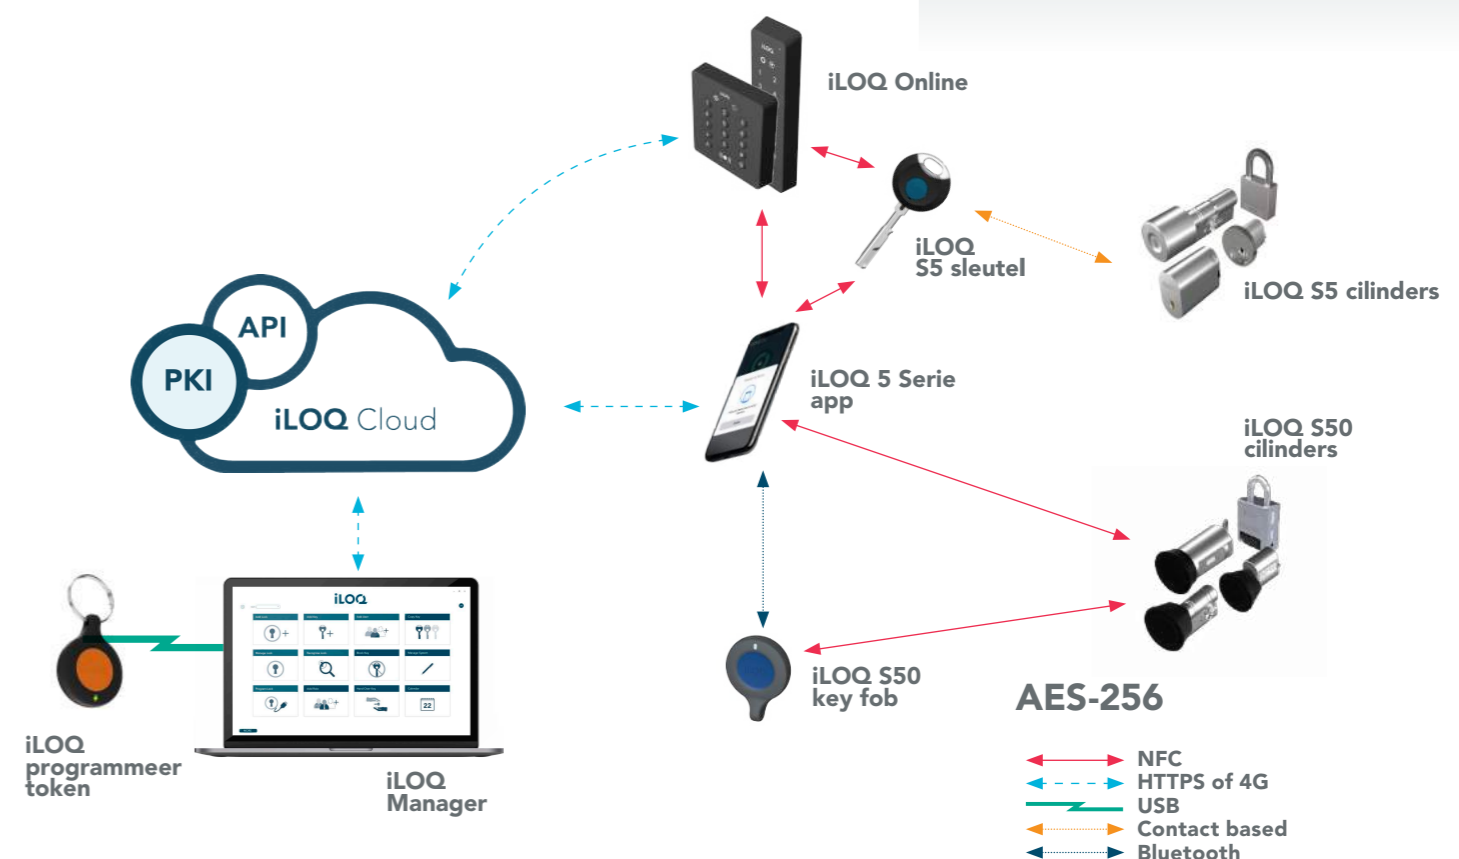 iLOQ Online
iLOQ
S5 sleutel
iLOQ S5 cilinders
API
PKI
iLOQ Cloud
iLOQ 5 Serie
app
iLOQ S50
cilinders
iLOQ
22
iLOQ S50
key fob
AES-256
iLOQ
programmeer
token
iLOQ
Manager
NFC
HTTPS of 4G
USB
Contact based
Bluetooth